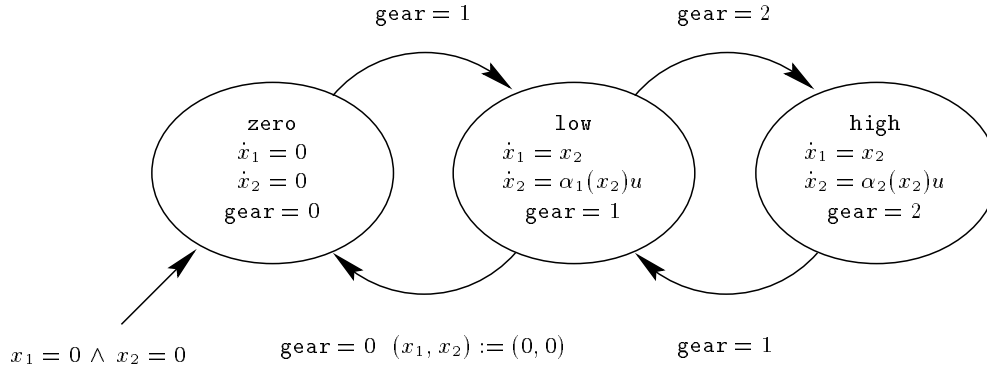 gear = 1
gear = 2
zero
ẋ₁ = 0
ẋ₂ = 0
gear = 0
low
ẋ₁ = x₂
ẋ₂ = α₁(x₂)u
gear = 1
high
ẋ₁ = x₂
ẋ₂ = α₂(x₂)u
gear = 2
x₁ = 0 ∧ x₂ = 0
gear = 0 (x₁, x₂) := (0, 0)
gear = 1